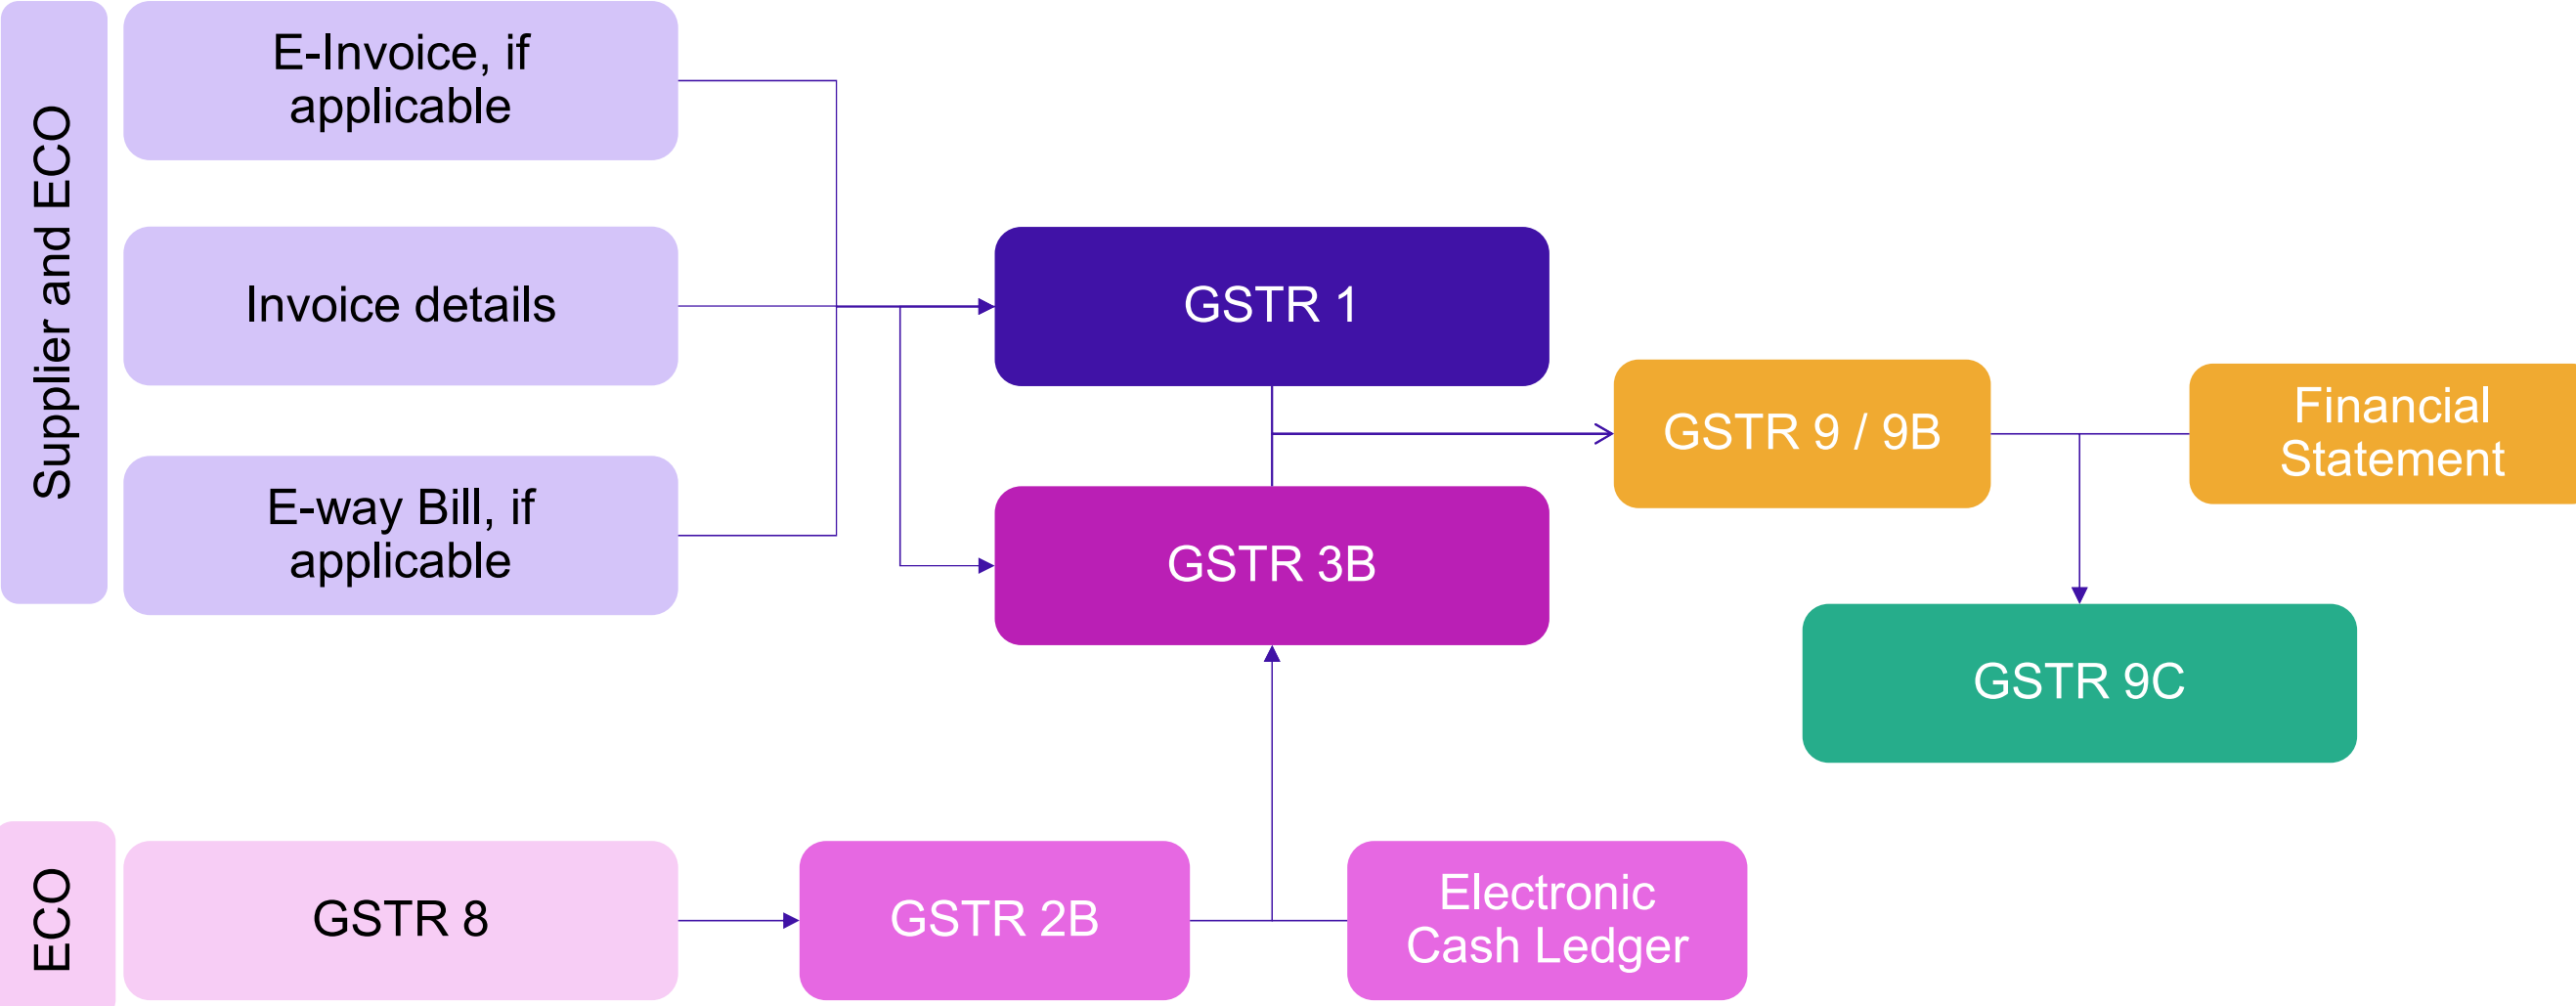 Supplier and ECO
E-Invoice, if
applicable
Invoice details
E-way Bill, if
applicable
GSTR 1
GSTR 3B
GSTR 9 / 9B
Financial
Statement
GSTR 9C
ECO
GSTR 8
GSTR 2B
Electronic
Cash Ledger